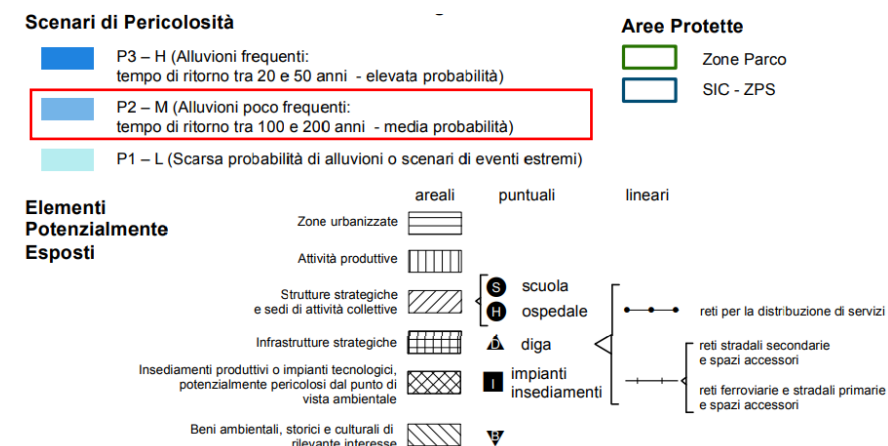 Scenari di Pericolosità
P3 – H (Alluvioni frequenti:
tempo di ritorno tra 20 e 50 anni - elevata probabilità)
P2 – M (Alluvioni poco frequenti:
tempo di ritorno tra 100 e 200 anni - media probabilità)
P1 – L (Scarsa probabilità di alluvioni o scenari di eventi estremi)
Aree Protette
Zone Parco
SIC - ZPS
Elementi
Potenzialmente
Esposti
areali
puntuali
lineari
Zone urbanizzate
Attività produttive
Strutture strategiche
e sedi di attività collettive
Infrastrutture strategiche
Insediamenti produttivi o impianti tecnologici,
potenzialmente pericolosi dal punto di
vista ambientale
Beni ambientali, storici e culturali di
rilevante interesse
S scuola
H ospedale
D diga
I impianti
insediamenti
B
reti per la distribuzione di servizi
reti stradali secondarie
e spazi accessori
reti ferroviarie e stradali primarie
e spazi accessori